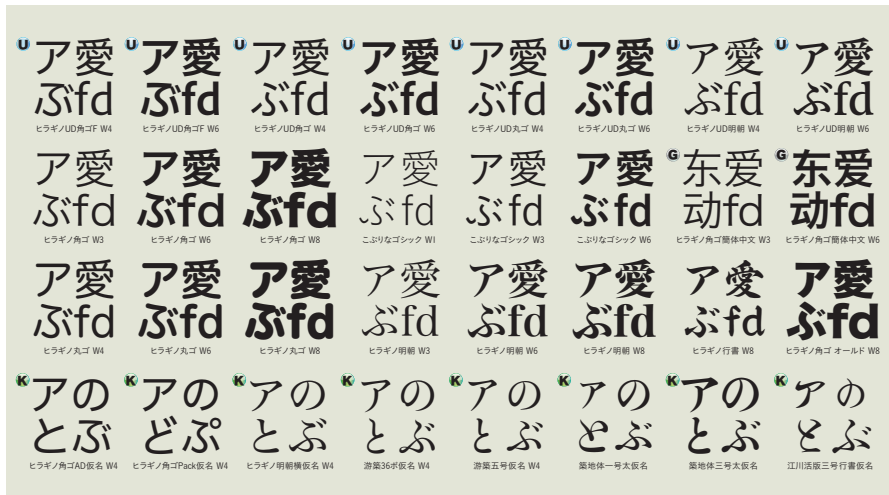 U ア愛 U ア愛 U ア愛 U ア愛 U ア愛 U ア愛 U ア愛 U ア愛
ぶfd ぶfd ぶfd ぶfd ぶfd ぶfd ぶfd ぶfd
ヒラギノUD角ゴF W4 ヒラギノUD角ゴF W6 ヒラギノUD角ゴ W4 ヒラギノUD角ゴ W6 ヒラギノUD丸ゴ W4 ヒラギノUD丸ゴ W6 ヒラギノUD明朝 W4 ヒラギノUD明朝 W6
ア愛 ア愛 ア愛 ア愛 ア愛 ア愛 G 东爱 G 东爱
ぶfd ぶfd ぶfd ぶfd ぶfd ぶfd 动fd 动fd
ヒラギノ角ゴ W3 ヒラギノ角ゴ W6 ヒラギノ角ゴ W8 こぶりなゴシック W1 こぶりなゴシック W3 こぶりなゴシック W6 ヒラギノ角ゴ簡体中文 W3 ヒラギノ角ゴ簡体中文 W6
ア愛 ア愛 ア愛 ア愛 ア愛 ア愛 ア愛 ア愛
ぶfd ぶfd ぶfd ぶfd ぶfd ぶfd ぶfd ぶfd
ヒラギノ丸ゴ W4 ヒラギノ丸ゴ W6 ヒラギノ丸ゴ W8 ヒラギノ明朝 W3 ヒラギノ明朝 W6 ヒラギノ明朝 W8 ヒラギノ行書 W8 ヒラギノ角ゴ オールド W8
K アの K アの K アの K アの K アの K アの K アの K アの
とぶ どぷ とぶ とぶ とぶ とぶ とぶ とぶ
ヒラギノ角ゴAD仮名 W4 ヒラギノ角ゴPack仮名 W4 ヒラギノ明朝横仮名 W4 游築36ポ仮名 W4 游築五号仮名 W4 築地体一号太仮名 築地体三号太仮名 江川活版三号行書仮名